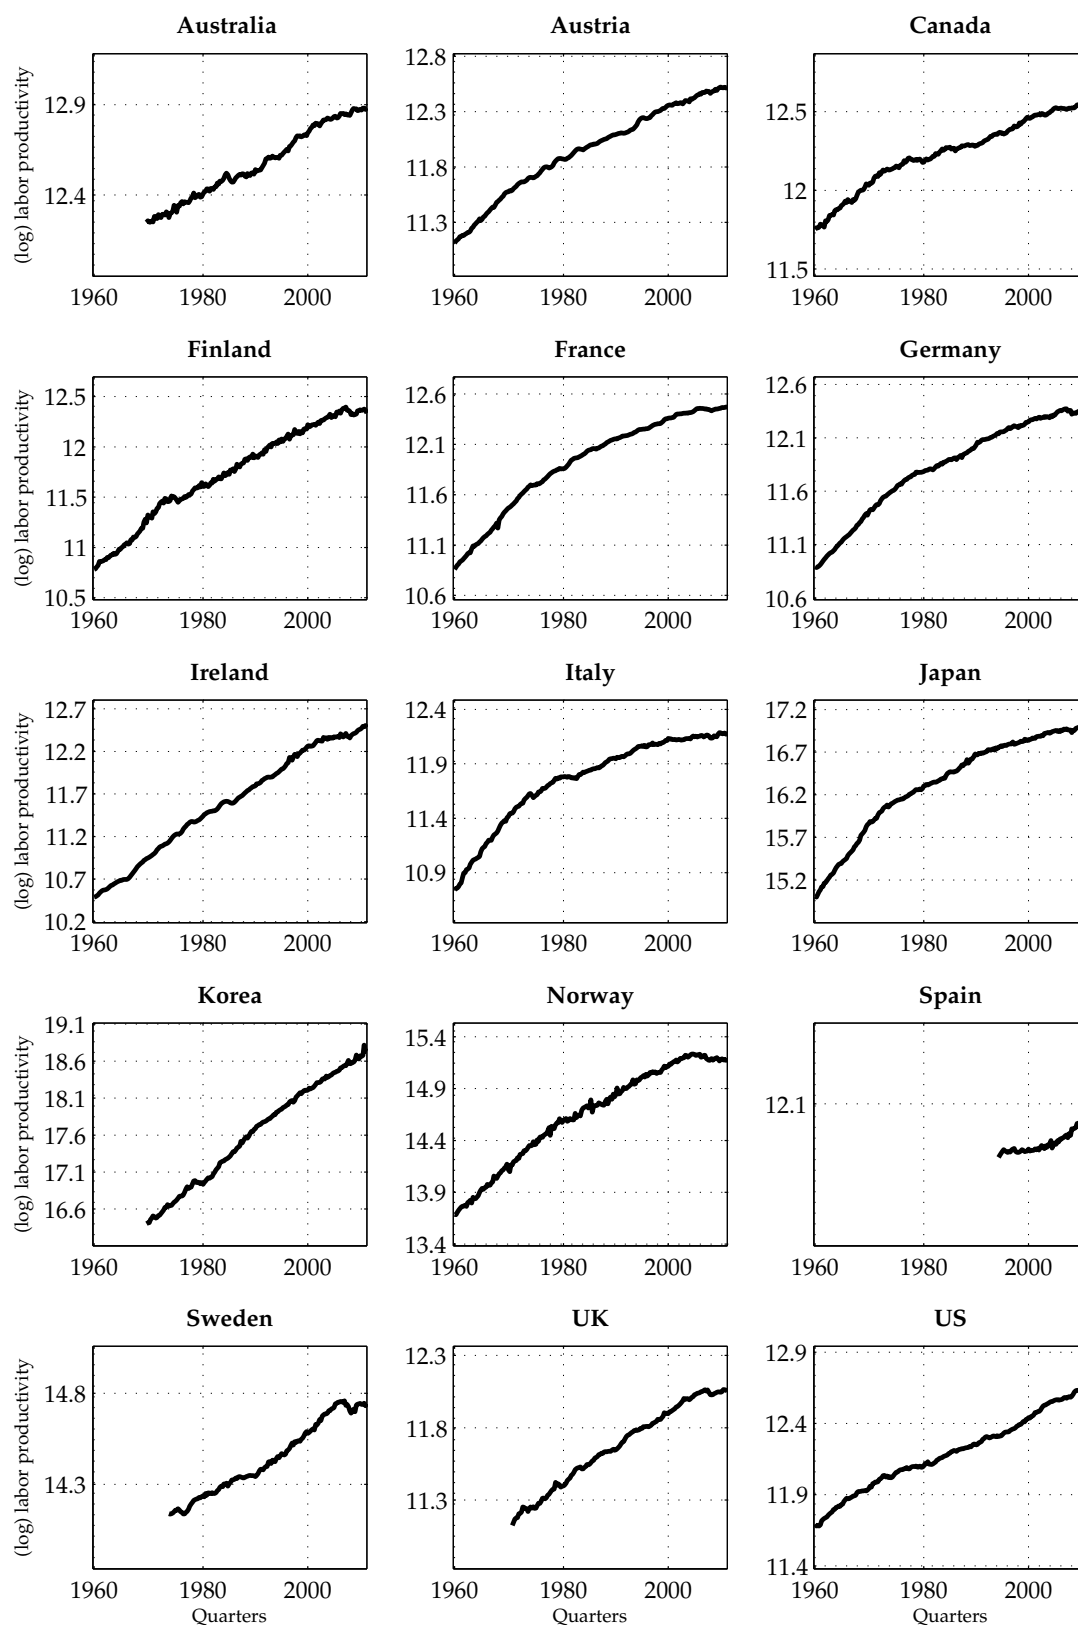 Australia Austria Canada
(log) labor productivity
12.9
12.4
1960 1980 2000
12.8
12.3
11.8
11.3
1960 1980 2000
12.5
12
11.5
1960 1980 2000
Finland France Germany
(log) labor productivity
12.5
12
11.5
11
10.5
1960 1980 2000
12.6
12.1
11.6
11.1
10.6
1960 1980 2000
12.6
12.1
11.6
11.1
10.6
1960 1980 2000
Ireland Italy Japan
(log) labor productivity
12.7
12.2
11.7
11.2
10.7
10.2
1960 1980 2000
12.4
11.9
11.4
10.9
1960 1980 2000
17.2
16.7
16.2
15.7
15.2
1960 1980 2000
Korea Norway Spain
(log) labor productivity
19.1
18.6
18.1
17.6
17.1
16.6
1960 1980 2000
15.4
14.9
14.4
13.9
13.4
1960 1980 2000
12.1
1960 1980 2000
Sweden UK US
(log) labor productivity
14.8
14.3
1960 1980 2000
Quarters
12.3
11.8
11.3
1960 1980 2000
Quarters
12.9
12.4
11.9
11.4
1960 1980 2000
Quarters